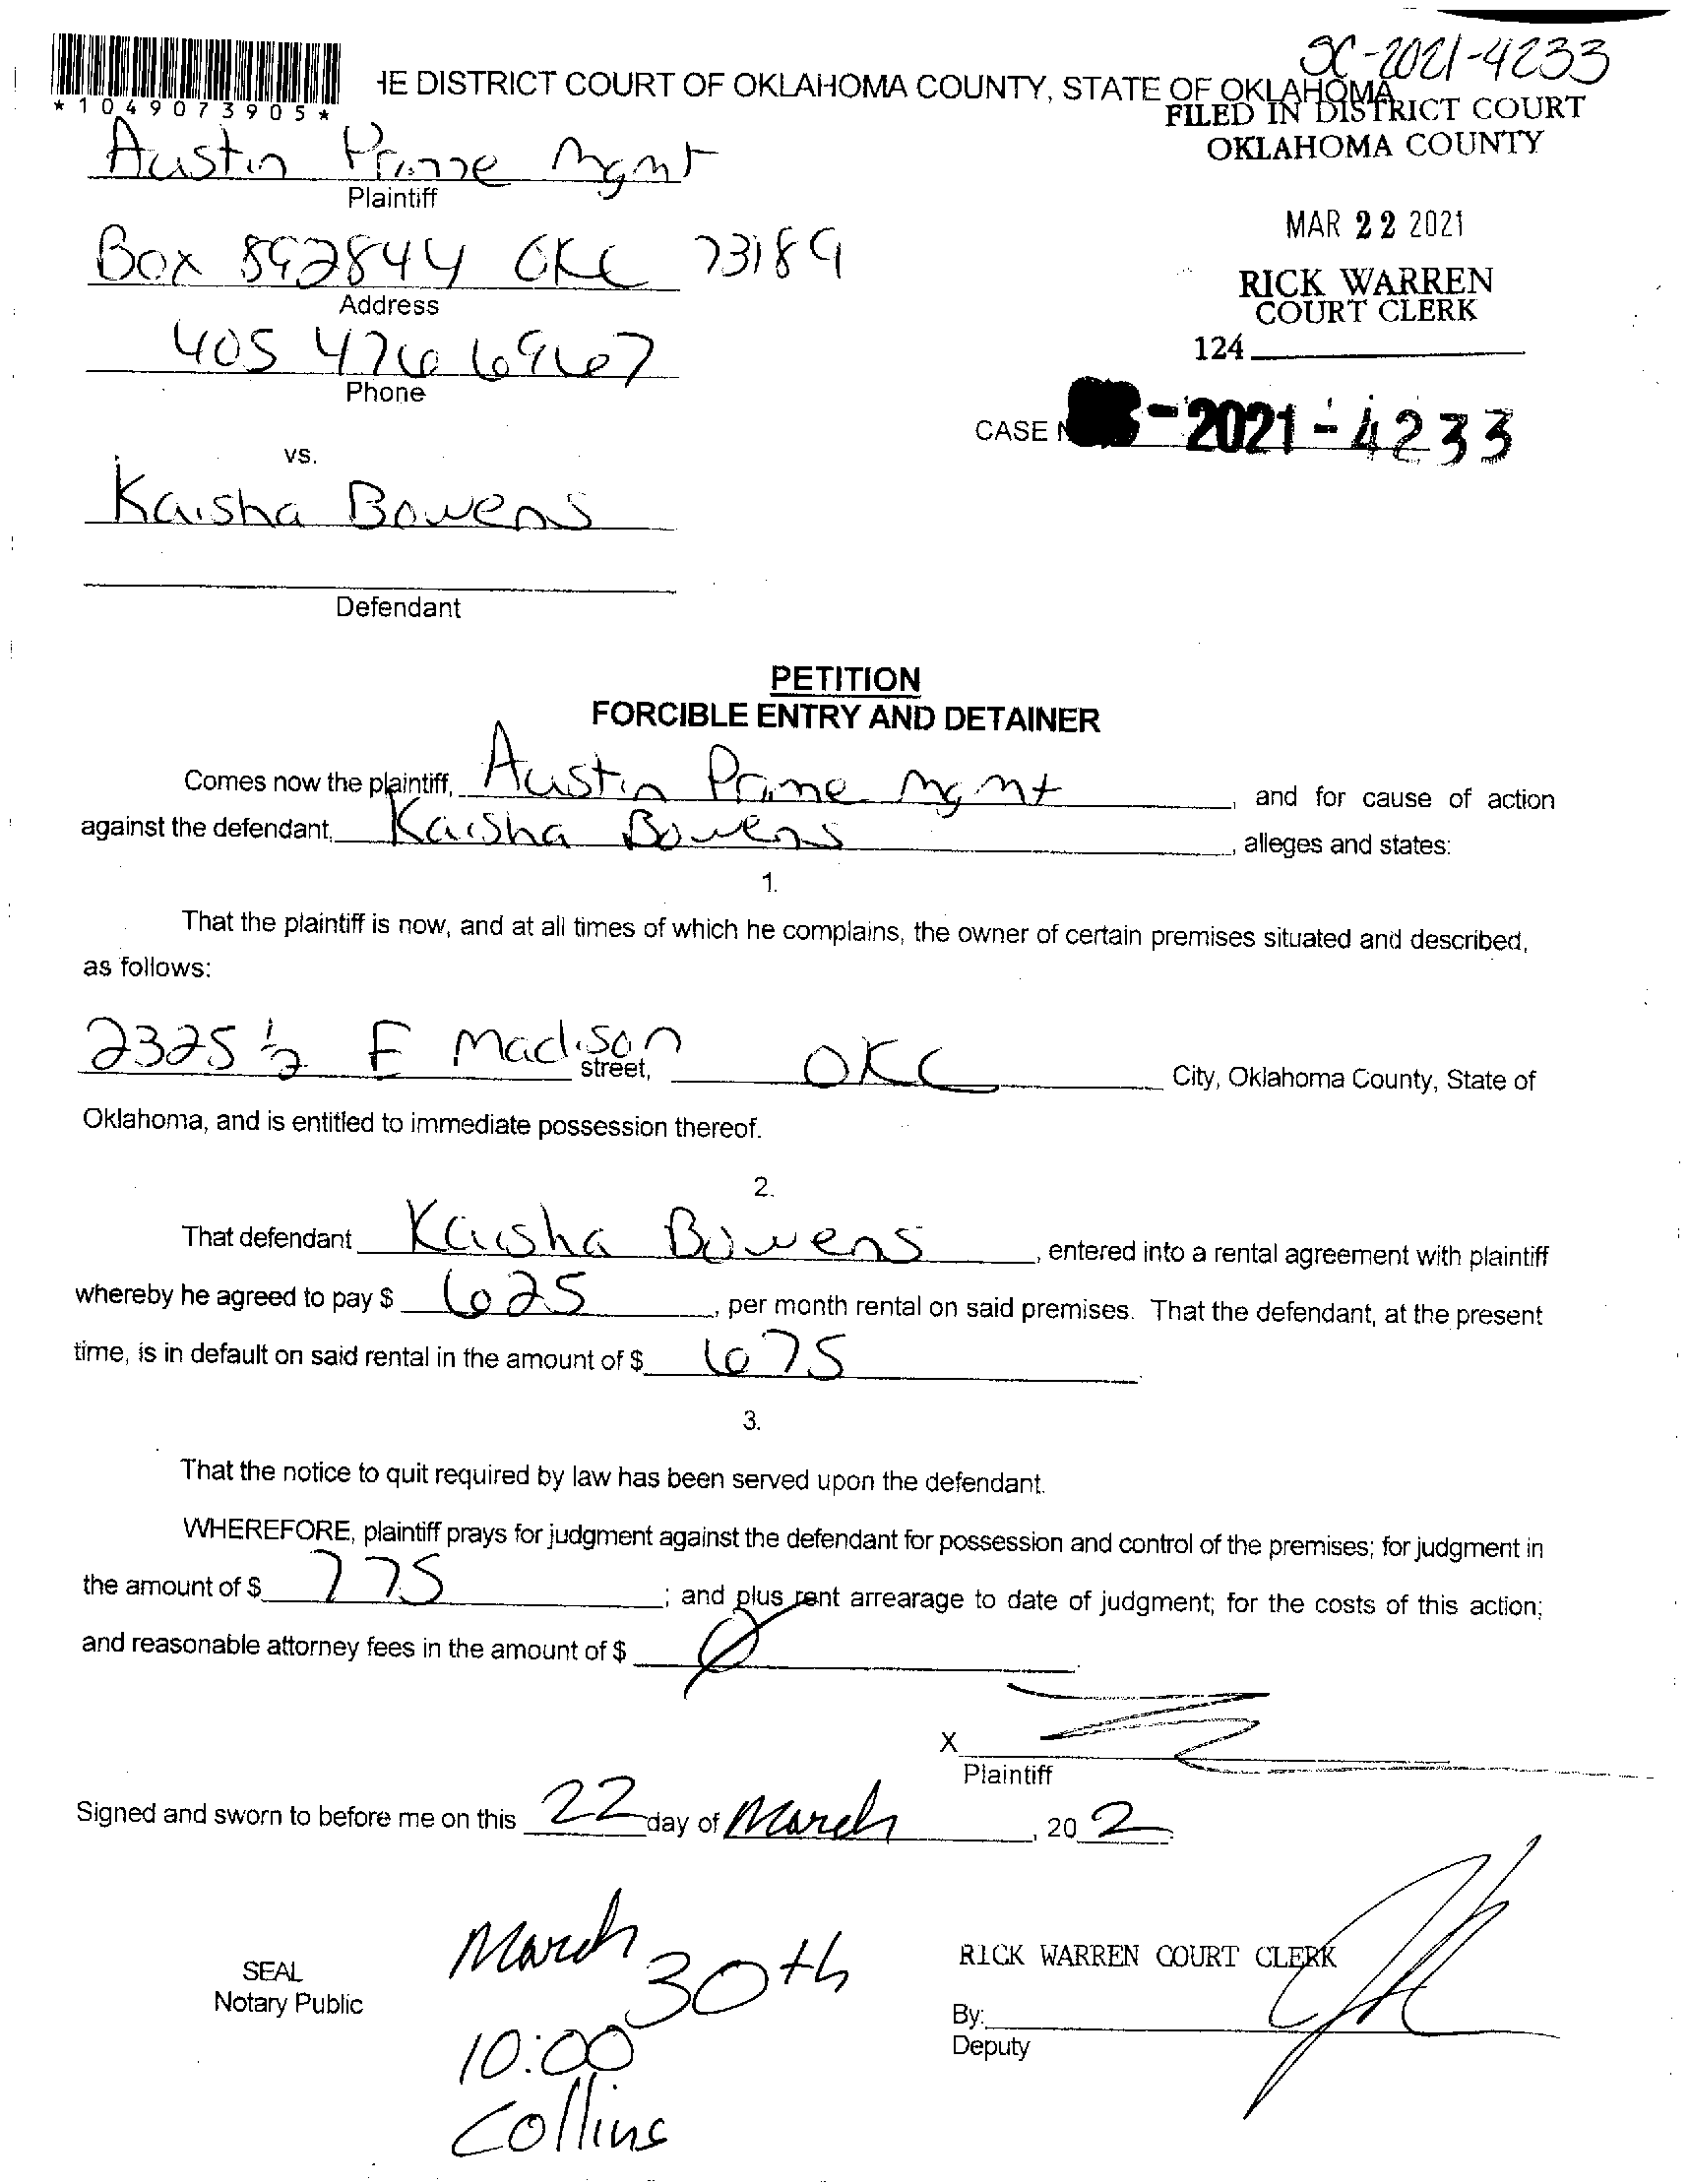 SC-2021-4233
HE DISTRICT COURT OF OKLAHOMA COUNTY, STATE OF OKLAHOMA
*1049073905*
FILED IN DISTRICT COURT
OKLAHOMA COUNTY
Austin Prime Mgmt
Plaintiff
MAR 22 2021
Box 892844 OKC 73189
Address
RICK WARREN
COURT CLERK
405 476 6967
Phone
124
CASE -2021-4233
vs.
Kaisha Bowens
Defendant
PETITION
FORCIBLE ENTRY AND DETAINER
Comes now the plaintiff, Austin Prime Mgmt, and for cause of action
against the defendant, Kaisha Bowens, alleges and states:
1.
That the plaintiff is now, and at all times of which he complains, the owner of certain premises situated and described,
as follows:
2325 ½ E Madison street, OKC City, Oklahoma County, State of
Oklahoma, and is entitled to immediate possession thereof.
2.
That defendant Kaisha Bowens, entered into a rental agreement with plaintiff
whereby he agreed to pay $ 625, per month rental on said premises. That the defendant, at the present
time, is in default on said rental in the amount of $ 675
3.
That the notice to quit required by law has been served upon the defendant.
WHEREFORE, plaintiff prays for judgment against the defendant for possession and control of the premises; for judgment in
the amount of $ 775; and plus rent arrearage to date of judgment; for the costs of this action;
and reasonable attorney fees in the amount of $ Ø.
X
Plaintiff
Signed and sworn to before me on this 22 day of March, 20 2
March 30th
SEAL
Notary Public
RICK WARREN COURT CLERK
By:
Deputy
10:00
Collins